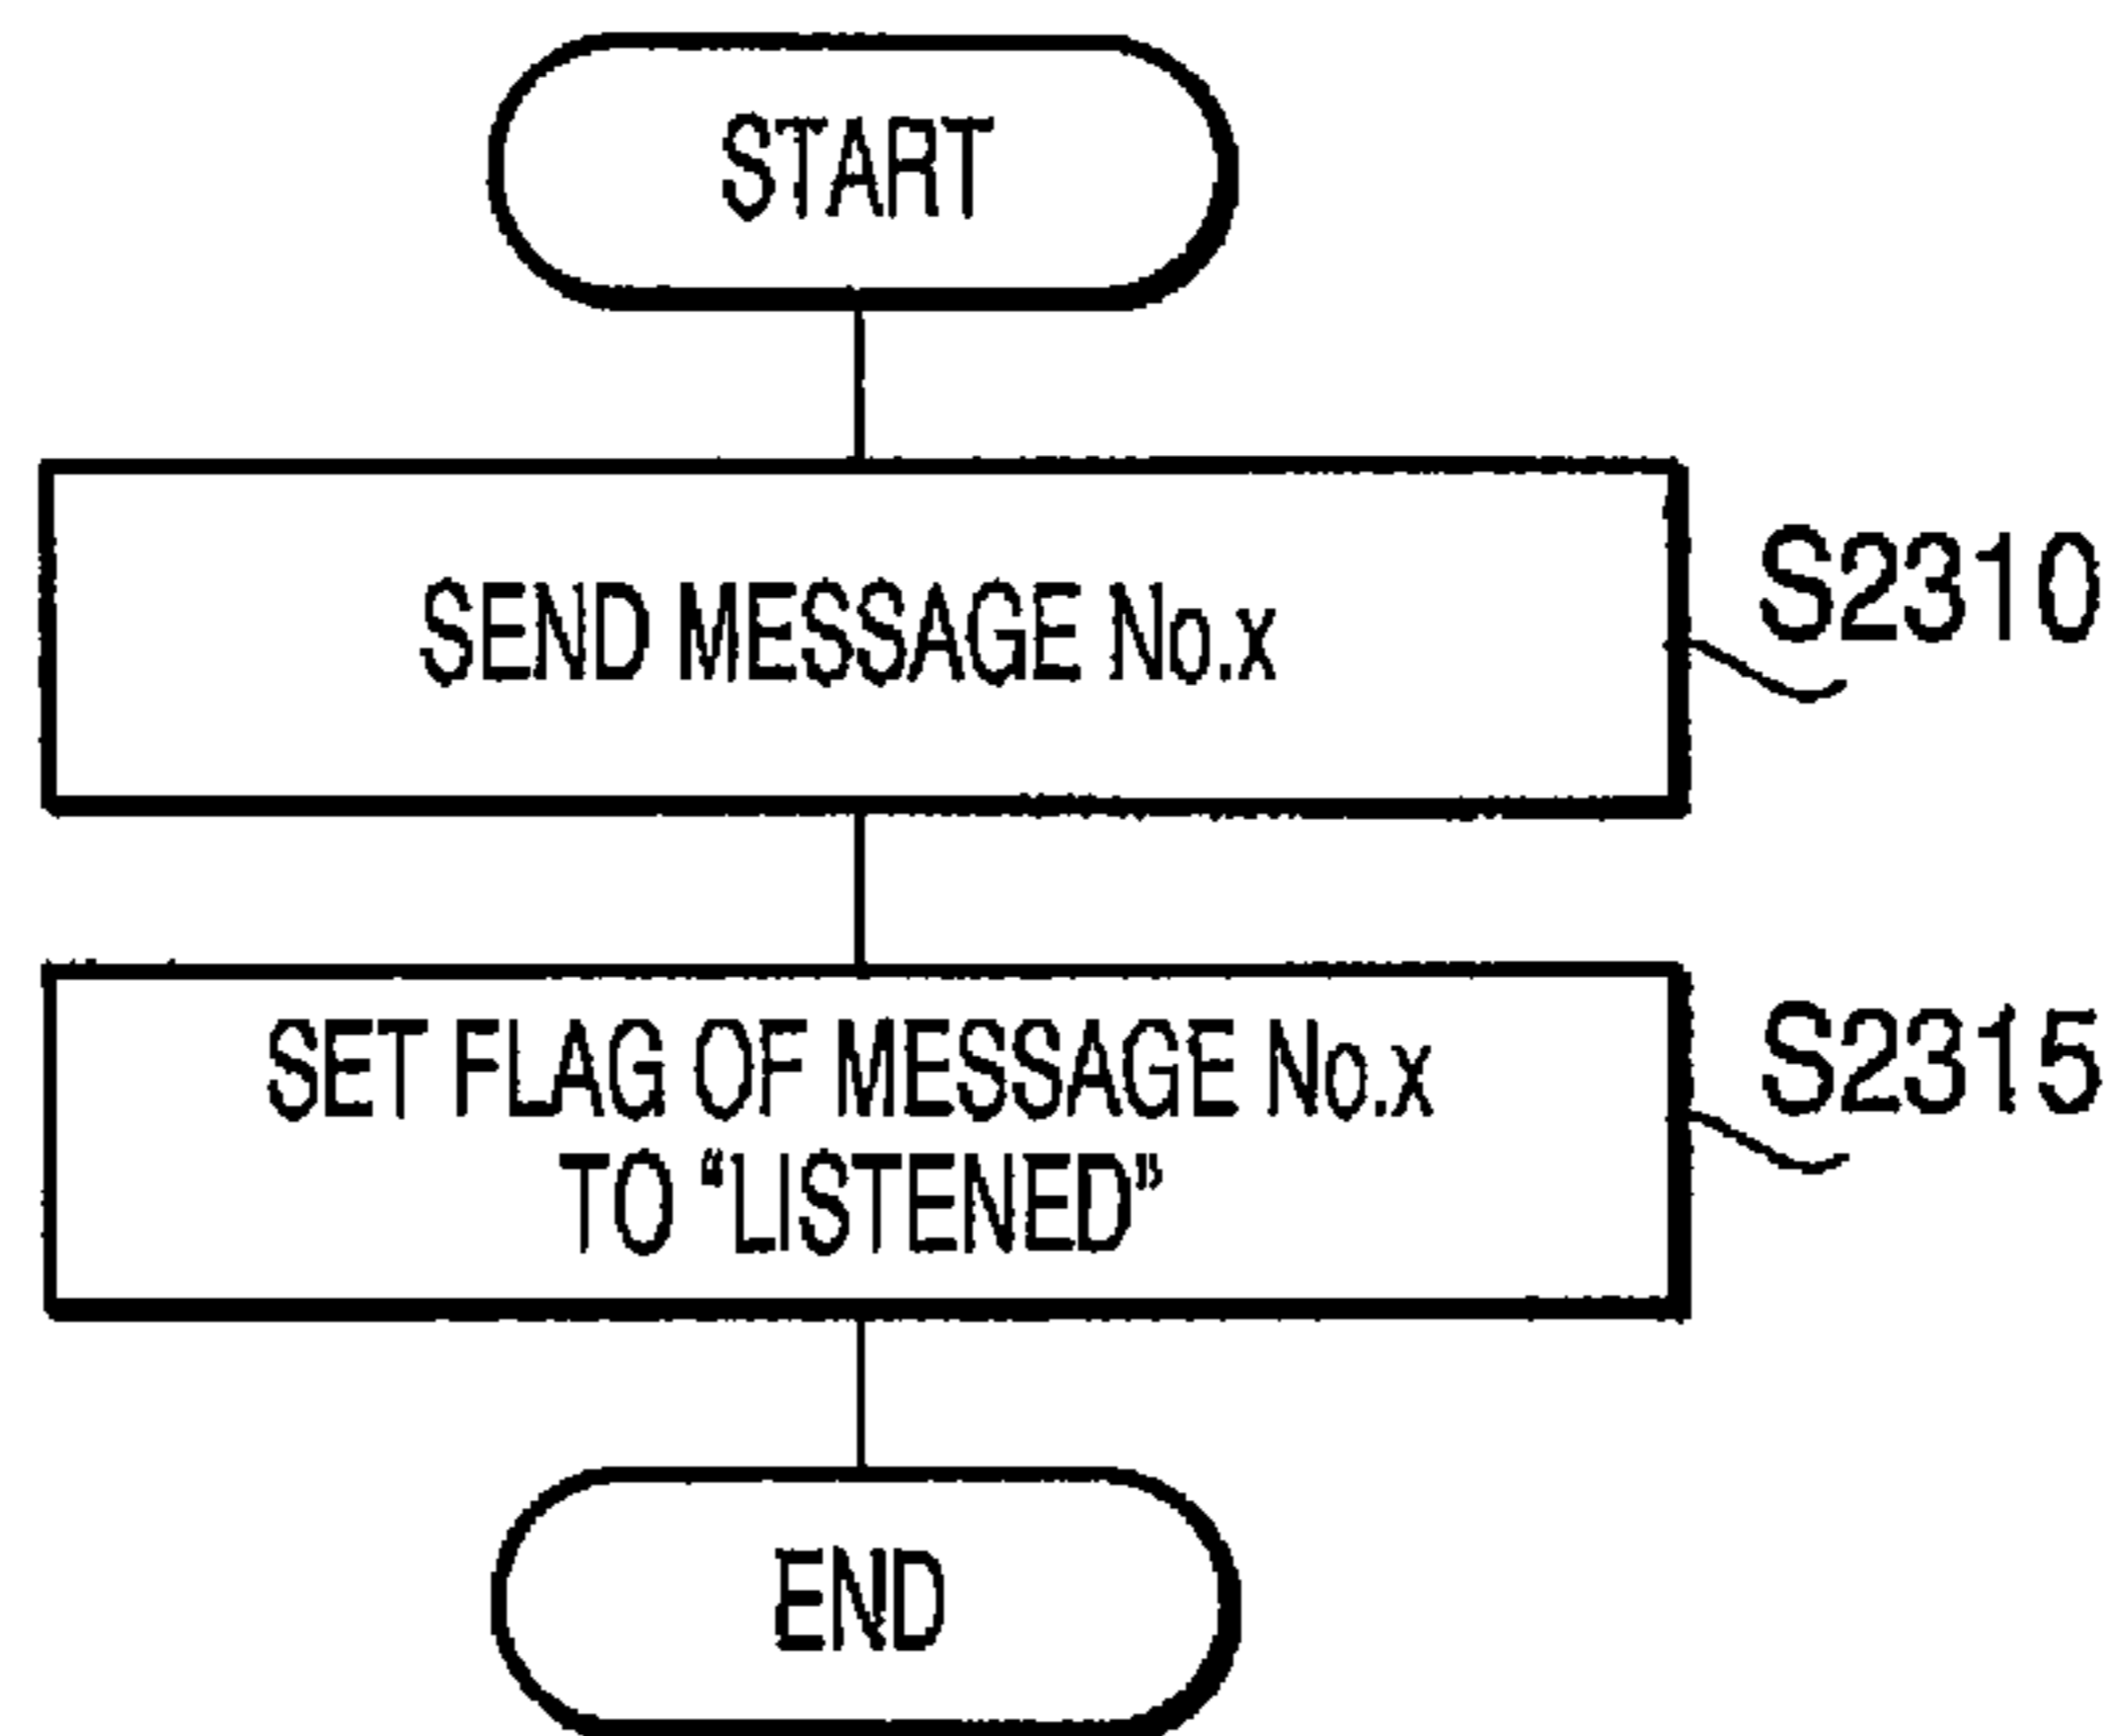 START
SEND MESSAGE No.x
S2310
SET FLAG OF MESSAGE No.x
TO “LISTENED”
S2315
END